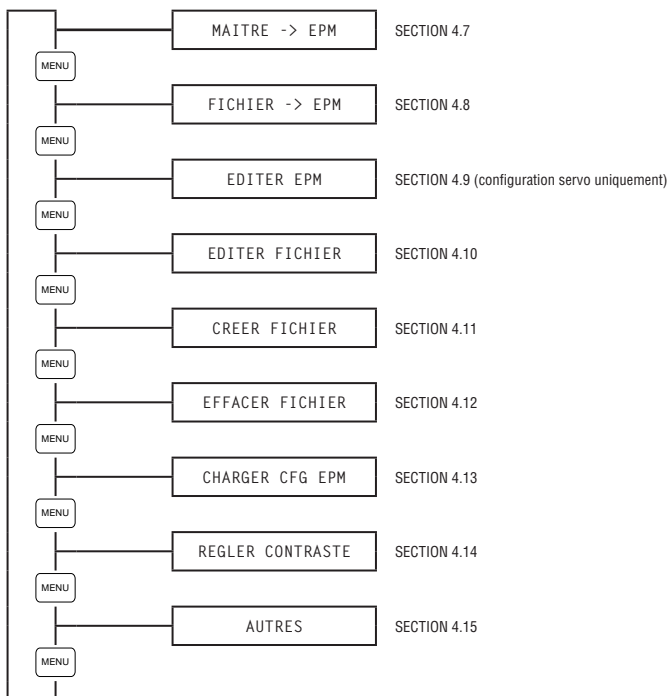 MAITRE -> EPM SECTION 4.7
MENU
FICHIER -> EPM SECTION 4.8
MENU
EDITER EPM SECTION 4.9 (configuration servo uniquement)
MENU
EDITER FICHIER SECTION 4.10
MENU
CREER FICHIER SECTION 4.11
MENU
EFFACER FICHIER SECTION 4.12
MENU
CHARGER CFG EPM SECTION 4.13
MENU
REGLER CONTRASTE SECTION 4.14
MENU
AUTRES SECTION 4.15
MENU